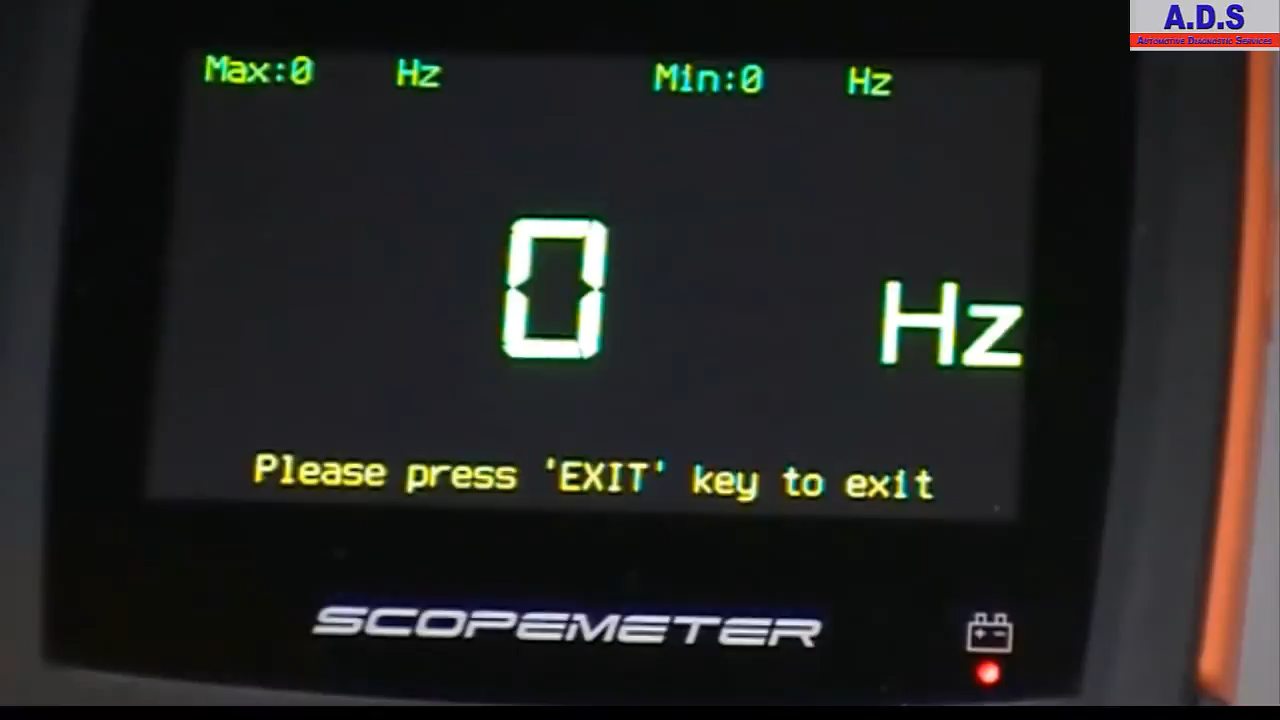 A.D.S
Automotive Diagnostic Services
Max:0 Hz Min:0 Hz
0 Hz
Please press 'EXIT' key to exit
SCOPEMETER